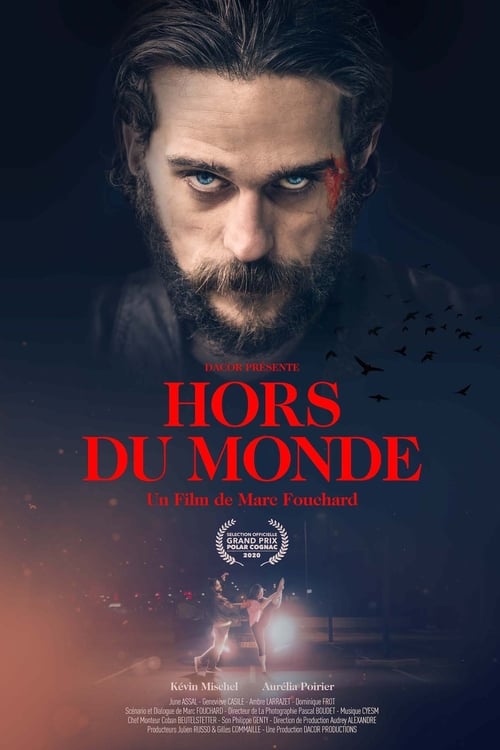 DACOR PRÉSENTE
HORS
DU MONDE
Un Film de Marc Fouchard
SÉLECTION OFFICIELLE
GRAND PRIX
POLAR COGNAC
2020
Kévin Mischel Aurélia Poirier
June ASSAL - Geneviève CASILE - Ambre LARRAZET - Dominique FROT
Scénario et Dialogue de Marc FOUCHARD - Directeur de La Photographie Pascal BOUDET - Musique CYESM
Chef Monteur Coban BEUTELSTETTER - Son Philippe GENTY - Direction de Production Audrey ALEXANDRE
Producteurs Julien RUSSO & Gilles COMMAILLE - Une Production DACOR PRODUCTIONS